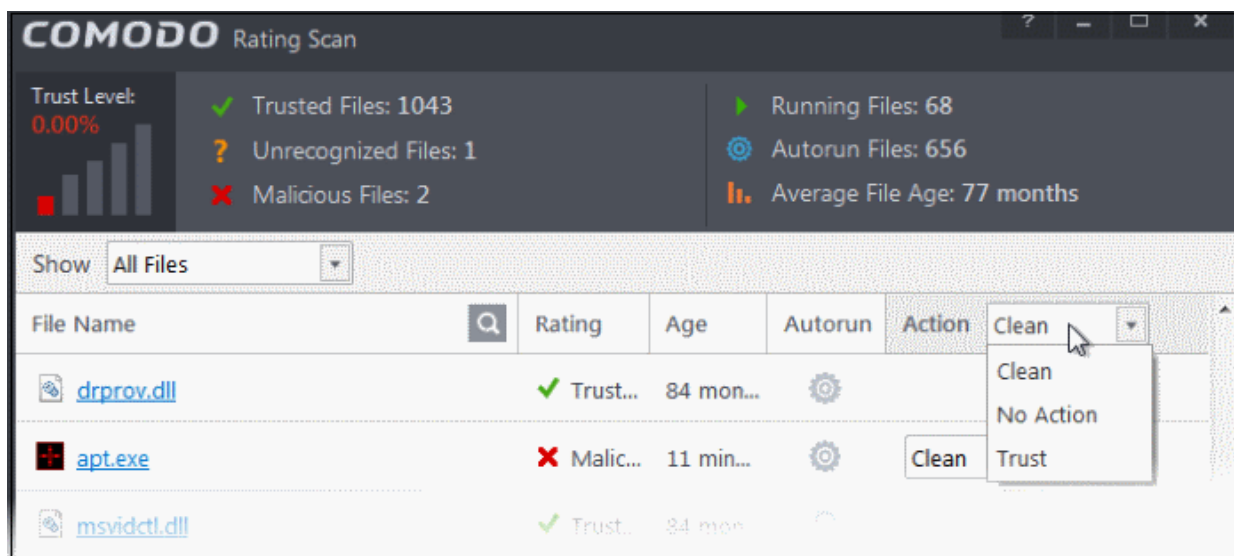 COMODO Rating Scan
?
Trust Level:
0.00%
Trusted Files: 1043
? Unrecognized Files: 1
Malicious Files: 2
Running Files: 68
Autorun Files: 656
Average File Age: 77 months
Show All Files
File Name Rating Age Autorun Action Clean
Clean
No Action
Trust
drprov.dll Trust... 84 mon...
apt.exe Malic... 11 min... Clean
msvidctl.dll Trust.. 84 mon